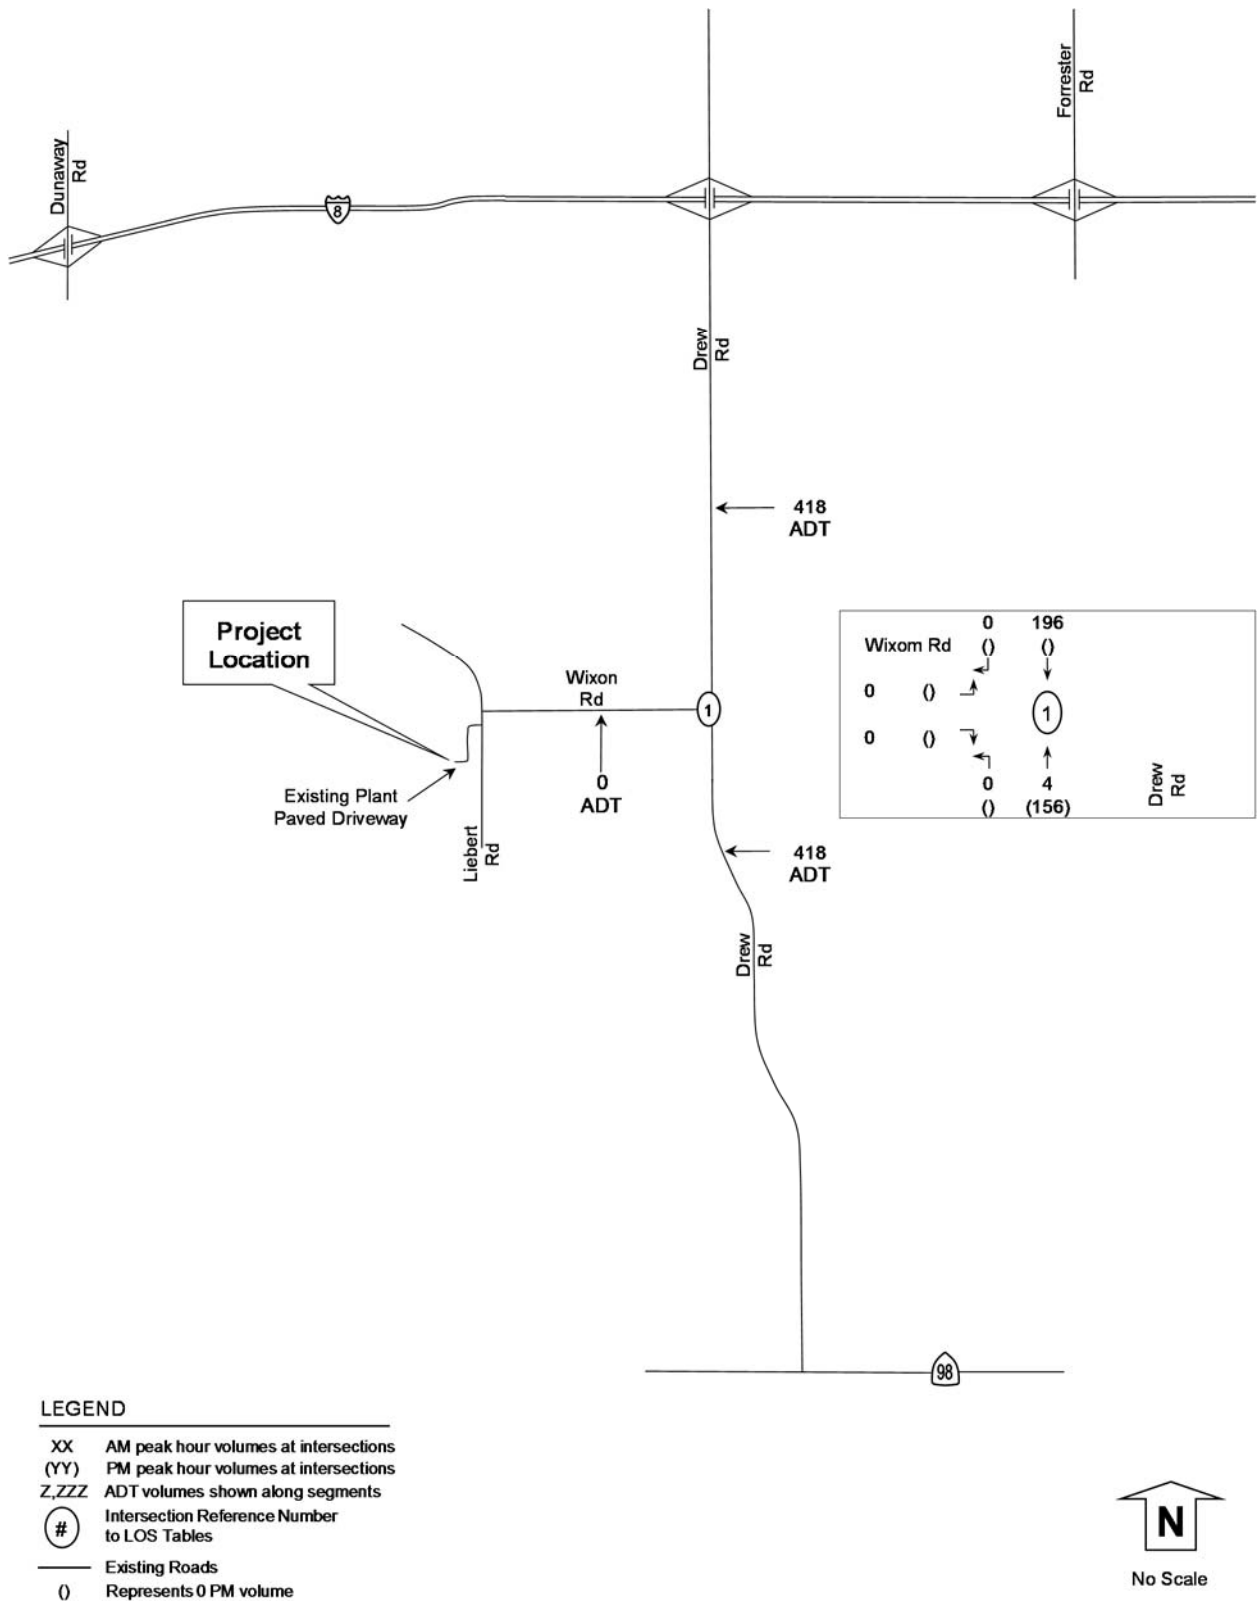 Forrester
Rd
Dunaway
Rd
8
Drew
Rd
418
ADT
Project
Location
Wixon
Rd
1
0
ADT
Existing Plant
Paved Driveway
Liebert
Rd
0 196
Wixom Rd () ()
0 () 1
0 ()
0 4
() (156)
Drew
Rd
418
ADT
Drew
Rd
98
LEGEND
XX AM peak hour volumes at intersections
(YY) PM peak hour volumes at intersections
Z,ZZZ ADT volumes shown along segments
# Intersection Reference Number
to LOS Tables
Existing Roads
() Represents 0 PM volume
N
No Scale